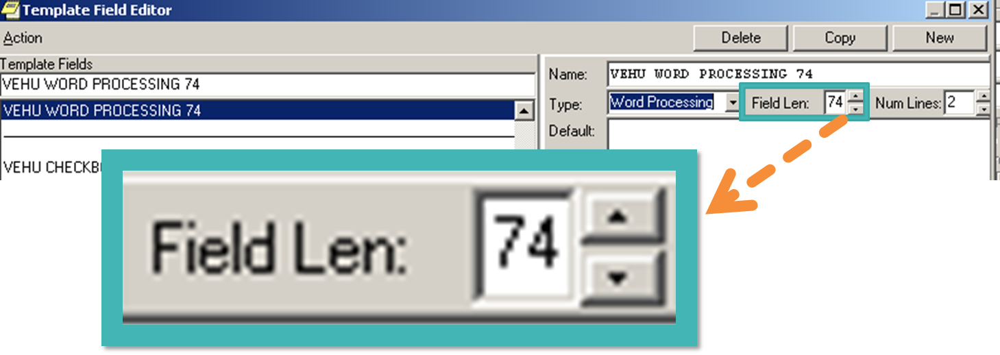 Template Field Editor
Action
Delete Copy New
Template Fields
VEHU WORD PROCESSING 74
VEHU WORD PROCESSING 74
VEHU CHECKB
Name: VEHU WORD PROCESSING 74
Type: Word Processing Field Len: 74 Num Lines: 2
Default:
Field Len: 74